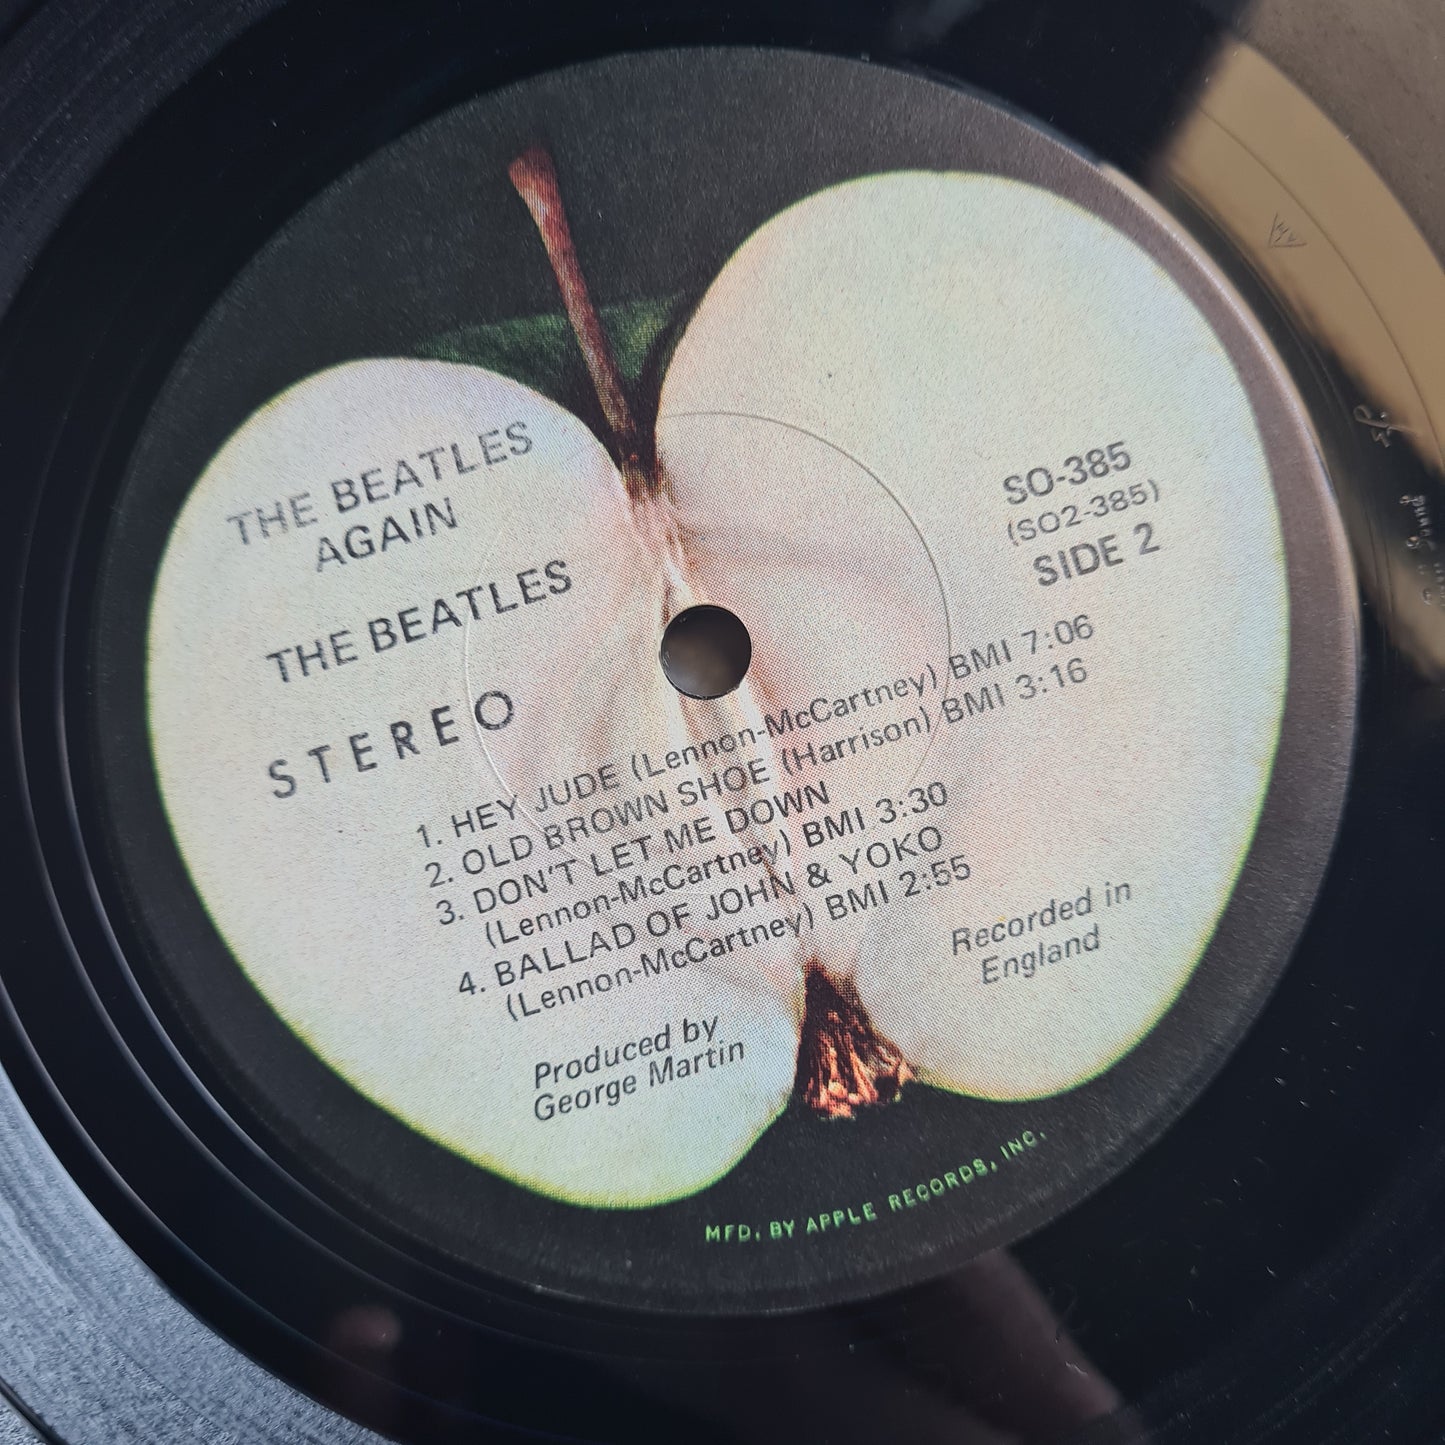 THE BEATLES
AGAIN
THE BEATLES
STEREO
SO-385
(SO2-385)
SIDE 2
1. HEY JUDE (Lennon-McCartney) BMI 7:06
2. OLD BROWN SHOE (Harrison) BMI 3:16
3. DON'T LET ME DOWN
(Lennon-McCartney) BMI 3:30
4. BALLAD OF JOHN & YOKO
(Lennon-McCartney) BMI 2:55
Recorded in
England
Produced by
George Martin
MFD. BY APPLE RECORDS, INC.